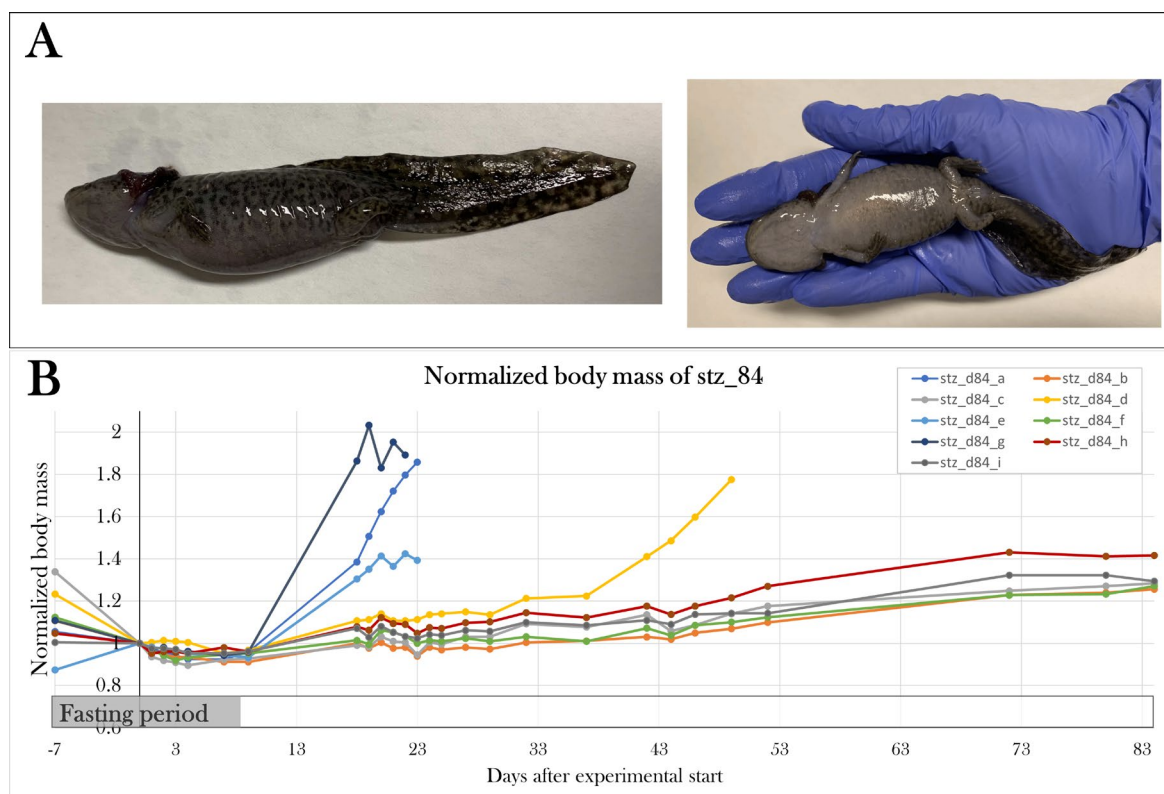 A
B
Normalized body mass of stz_84
stz_d84_a stz_d84_b
stz_d84_c stz_d84_d
stz_d84_e stz_d84_f
stz_d84_g stz_d84_h
stz_d84_i
Normalized body mass
2
1.8
1.6
1.4
1.2
1
0.8
0.6
Fasting period
-7 3 13 23 33 43 53 63 73 83
Days after experimental start